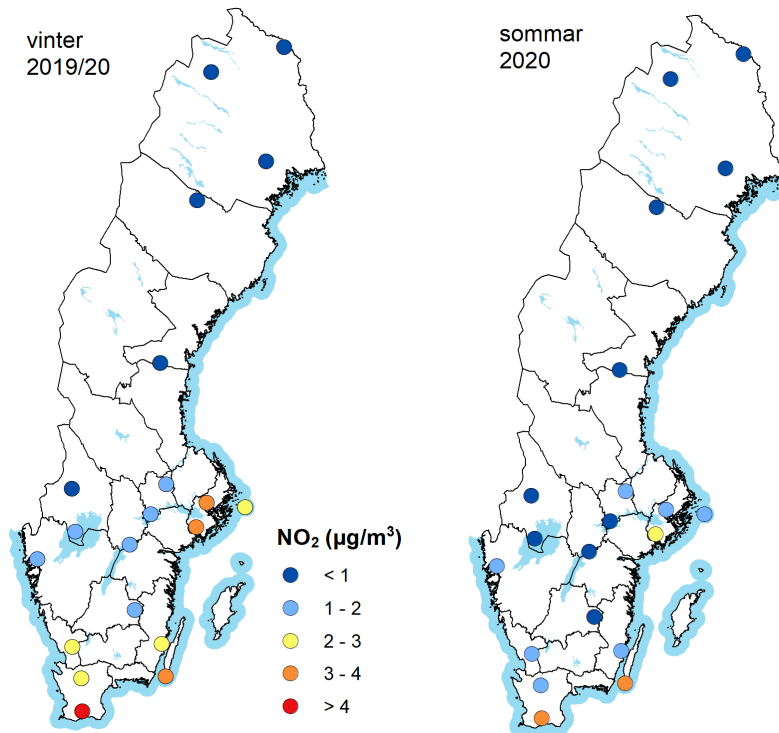 vinter
2019/20
sommar
2020
NO₂ (µg/m³)
< 1
1 - 2
2 - 3
3 - 4
> 4